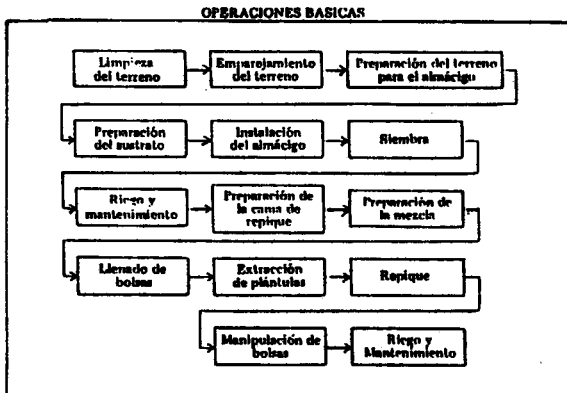 OPERACIONES BASICAS
Limpieza
del terreno
Emparejamiento
del terreno
Preparación del terreno
para el almácigo
Preparación
del sustrato
Instalación
del almácigo
Siembra
Riego y
mantenimiento
Preparación de
la cama de
repique
Preparación de
la mezcla
Llenado de
bolsas
Extracción
de plántulas
Repique
Manipulación de
bolsas
Riego y
Mantenimiento